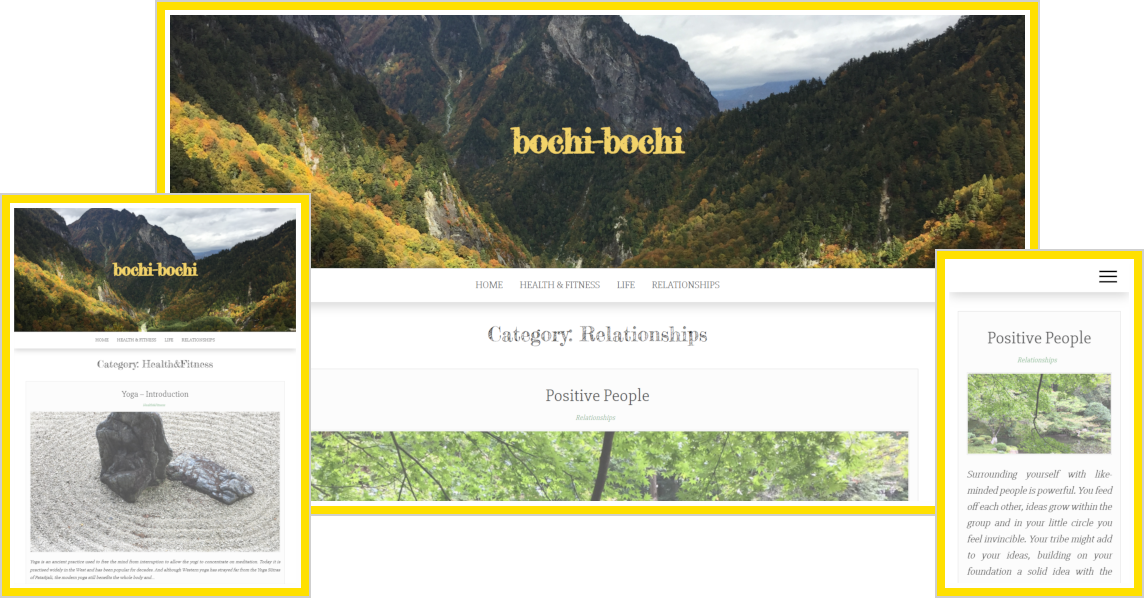 bochi-bochi
HOME HEALTH & FITNESS LIFE RELATIONSHIPS
Category: Relationships
Positive People
Relationships
bochi-bochi
HOME HEALTH & FITNESS LIFE RELATIONSHIPS
Category: Health&Fitness
Yoga – Introduction
Yoga is an ancient practice used to free the mind from interruption to allow the yogi to concentrate on meditation. Today it is
practised widely in the West and has been popular for decades. And although Western yoga has strayed far from the Yoga Sūtras
of Patañjali, the modern yogi still benefits the whole body and
Positive People
Relationships
Surrounding yourself with like-
minded people is powerful. You feed
off each other, ideas grow within the
group and in your little circle you
feel invincible. Your tribe might add
to your ideas, building on your
foundation a solid idea with the